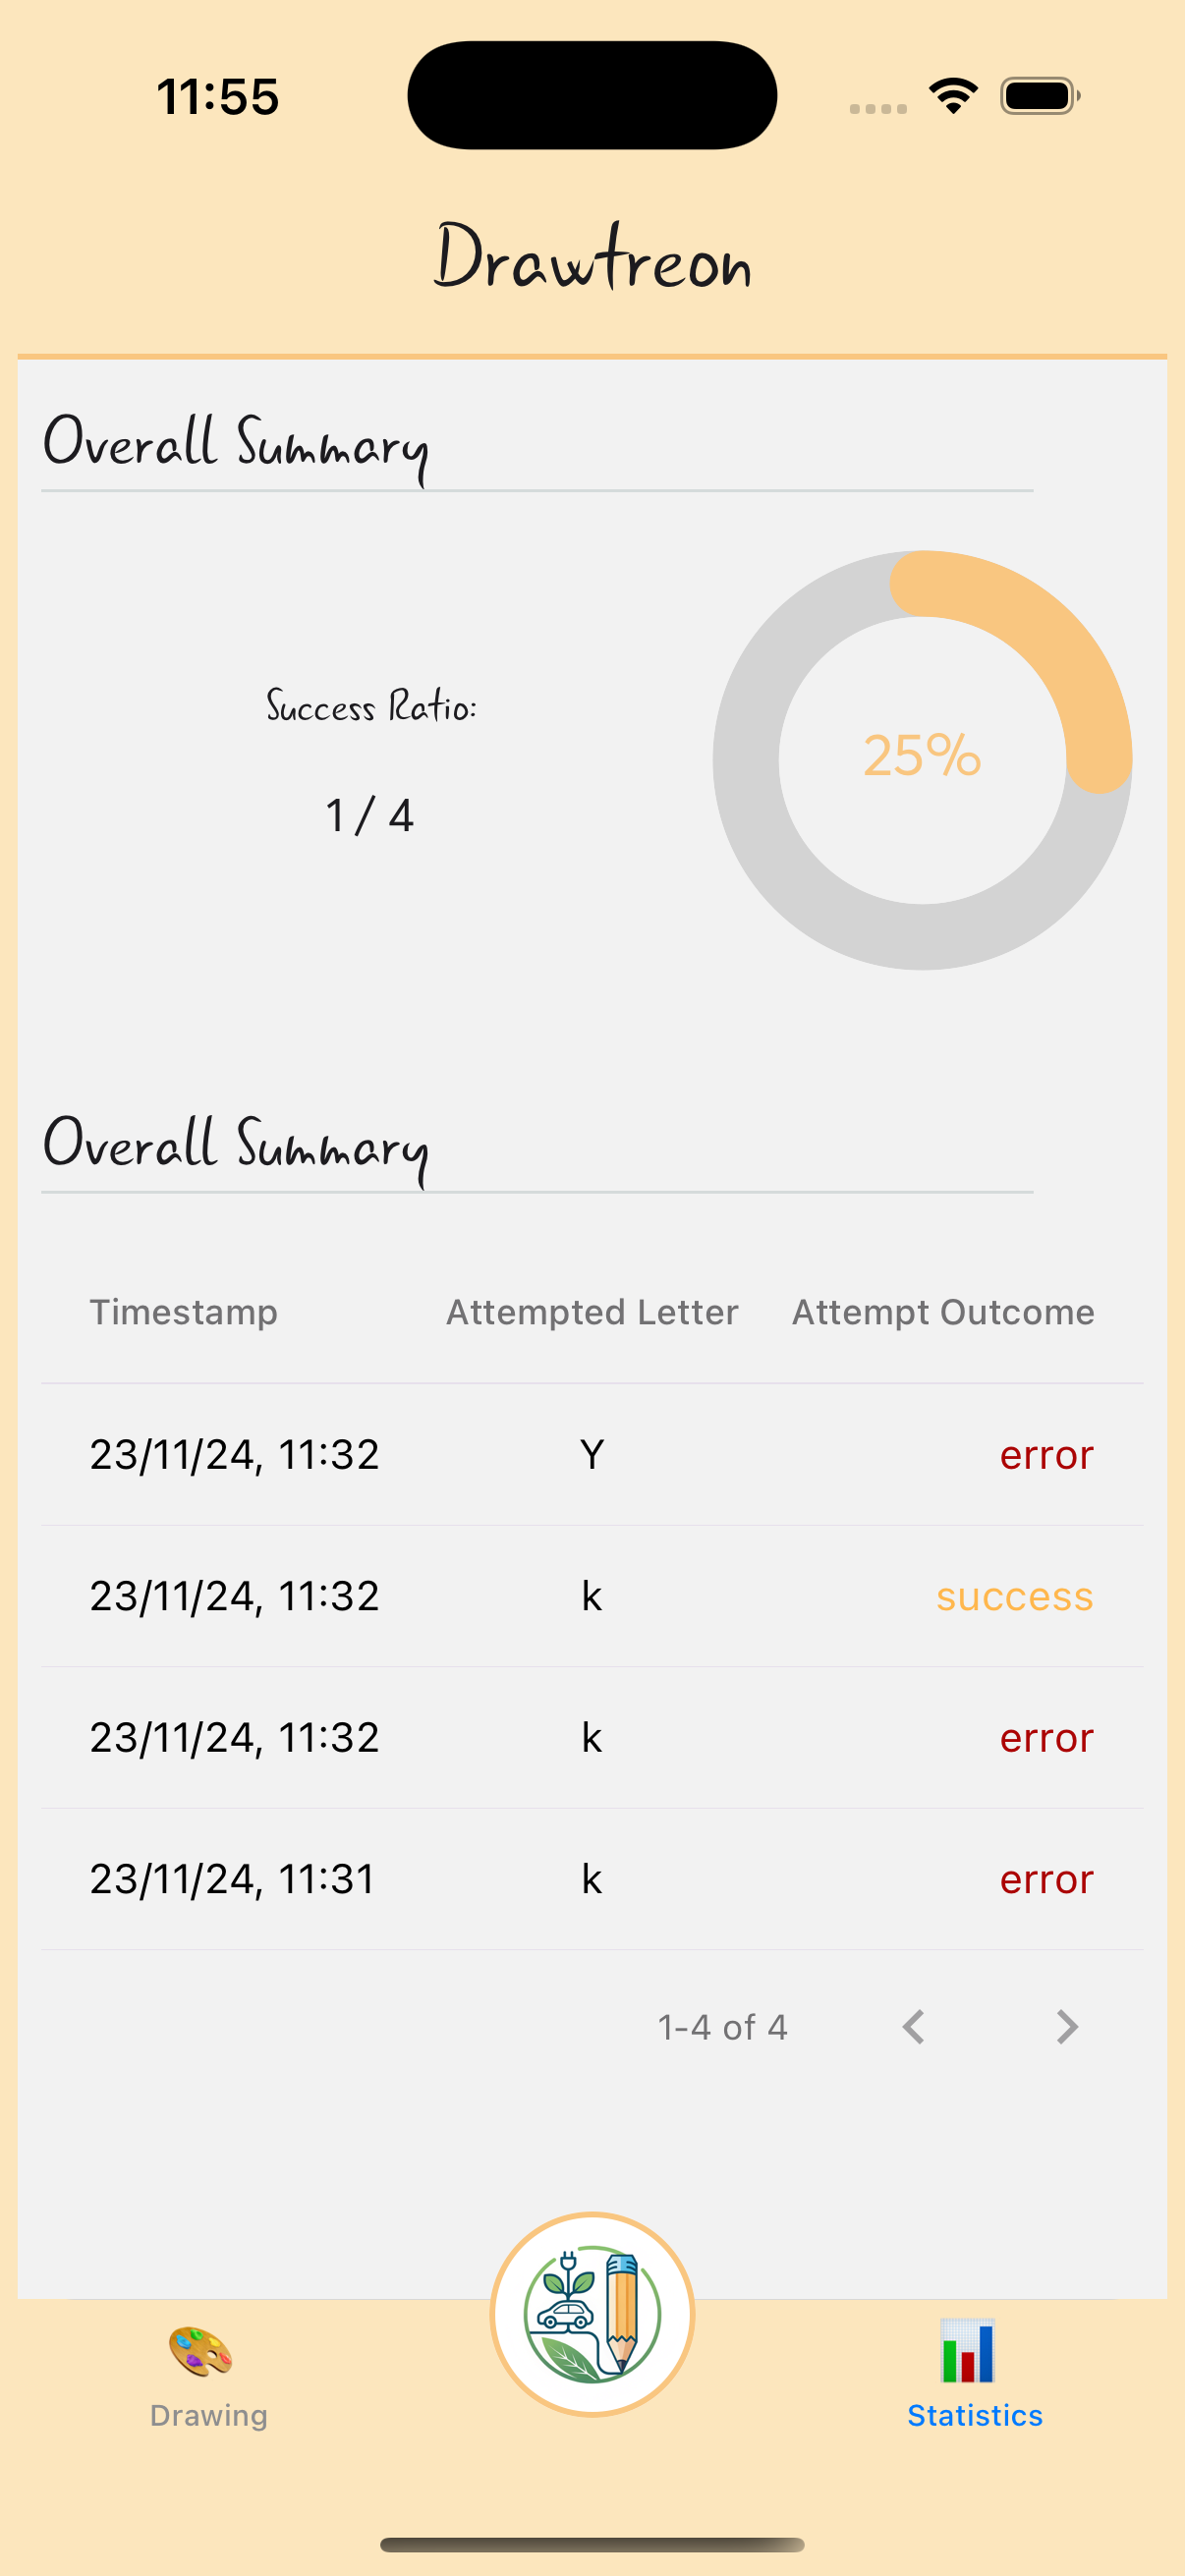 11:55
Drawtreon
Overall Summary
Success Ratio:
1 / 4
25%
Overall Summary
Timestamp Attempted Letter Attempt Outcome
23/11/24, 11:32 Y error
23/11/24, 11:32 k success
23/11/24, 11:32 k error
23/11/24, 11:31 k error
1-4 of 4
Drawing Statistics